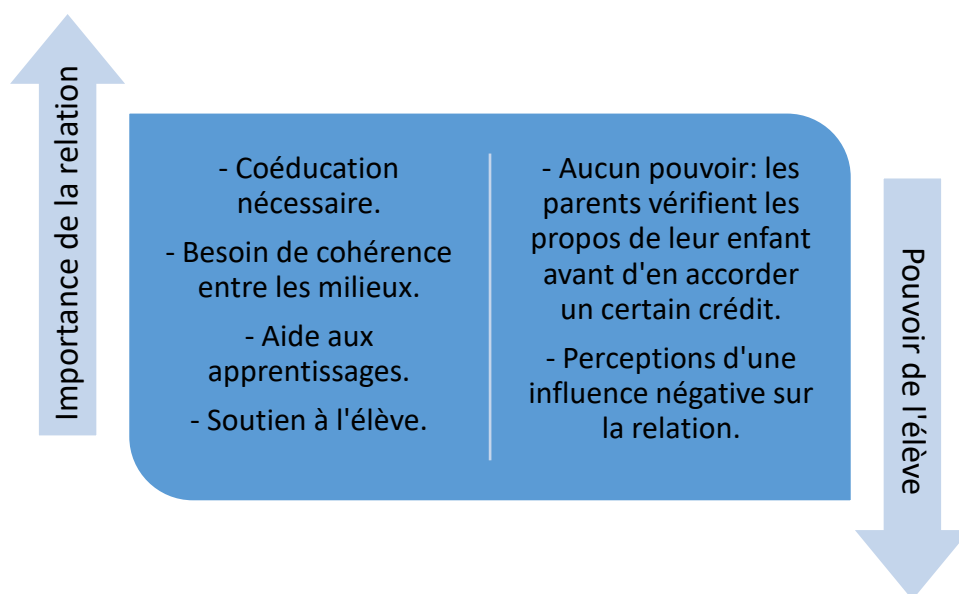 Importance de la relation
- Coéducation
nécessaire.
- Besoin de cohérence
entre les milieux.
- Aide aux
apprentissages.
- Soutien à l'élève.
- Aucun pouvoir: les
parents vérifient les
propos de leur enfant
avant d'en accorder
un certain crédit.
- Perceptions d'une
influence négative sur
la relation.
Pouvoir de l'élève